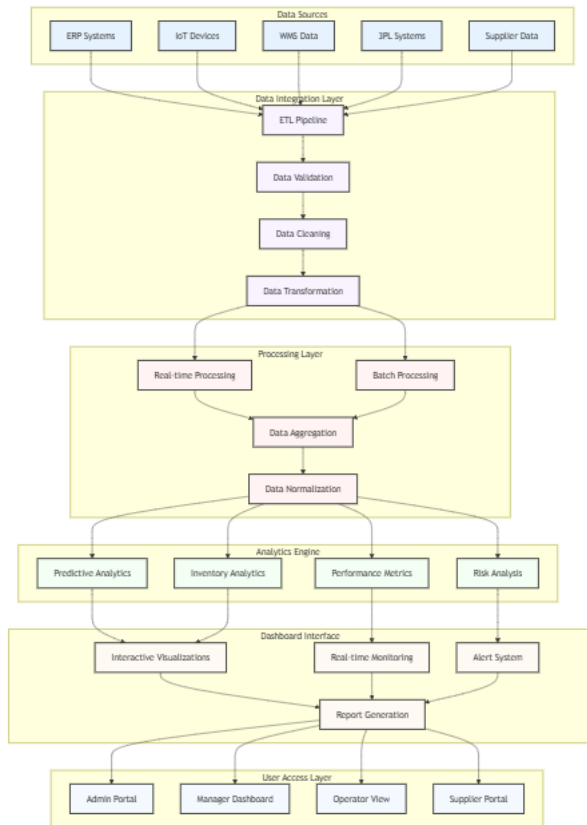 Data Sources
ERP Systems
IoT Devices
WMS Data
3PL Systems
Supplier Data
Data Integration Layer
ETL Pipeline
Data Validation
Data Cleaning
Data Transformation
Processing Layer
Real-time Processing
Batch Processing
Data Aggregation
Data Normalization
Analytics Engine
Predictive Analytics
Inventory Analytics
Performance Metrics
Risk Analysis
Dashboard Interface
Interactive Visualizations
Real-time Monitoring
Alert System
Report Generation
User Access Layer
Admin Portal
Manager Dashboard
Operator View
Supplier Portal